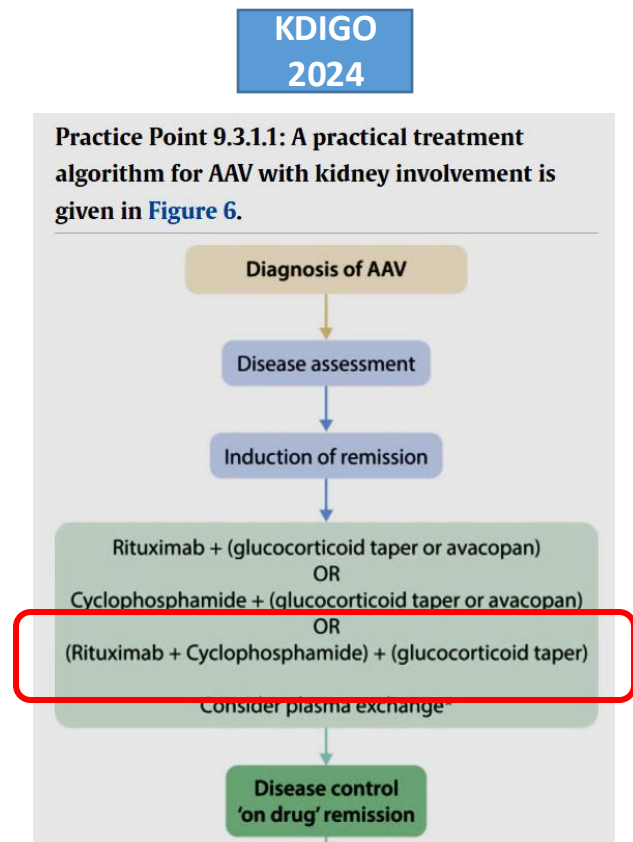 KDIGO
2024
Practice Point 9.3.1.1: A practical treatment
algorithm for AAV with kidney involvement is
given in Figure 6.
Diagnosis of AAV
Disease assessment
Induction of remission
Rituximab + (glucocorticoid taper or avacopan)
OR
Cyclophosphamide + (glucocorticoid taper or avacopan)
OR
(Rituximab + Cyclophosphamide) + (glucocorticoid taper)
Consider plasma exchange*
Disease control
'on drug' remission